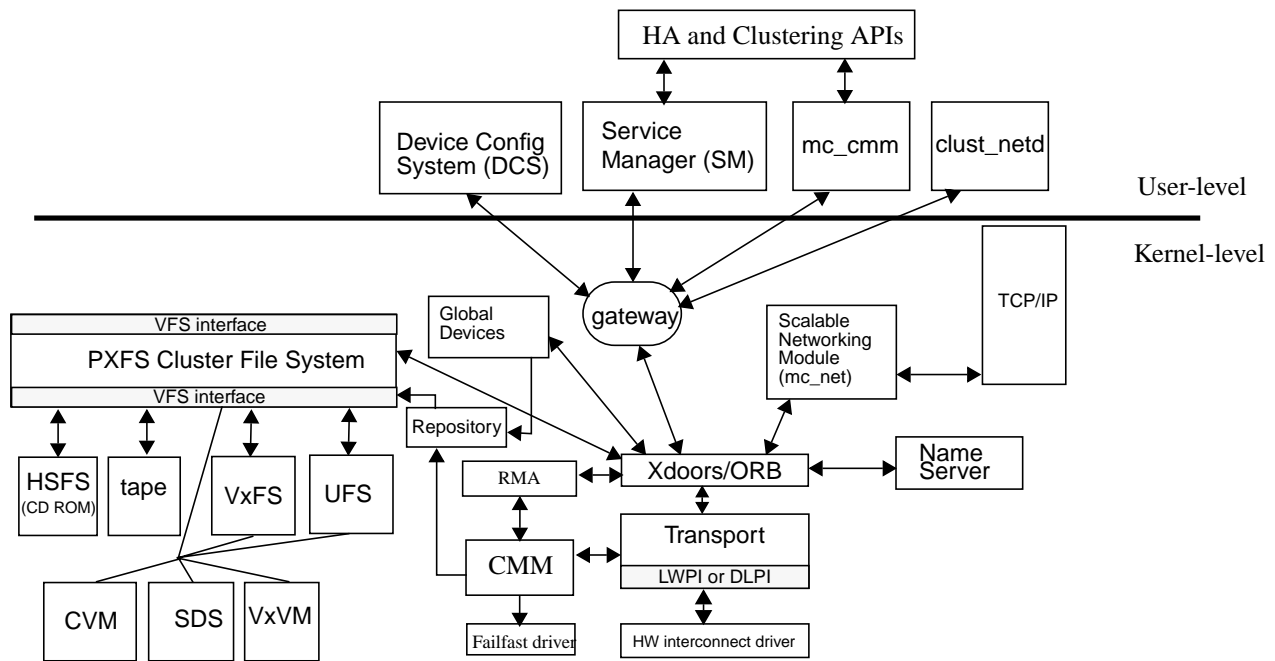 HA and Clustering APIs
Device Config
System (DCS)
Service
Manager (SM)
mc_cmm
clust_netd
User-level
Kernel-level
TCP/IP
gateway
Global
Devices
Scalable
Networking
Module
(mc_net)
VFS interface
PXFS Cluster File System
VFS interface
Repository
HSFS
(CD ROM)
tape
VxFS
UFS
RMA
Xdoors/ORB
Name
Server
Transport
LWPI or DLPI
CMM
CVM
SDS
VxVM
Failfast driver
HW interconnect driver